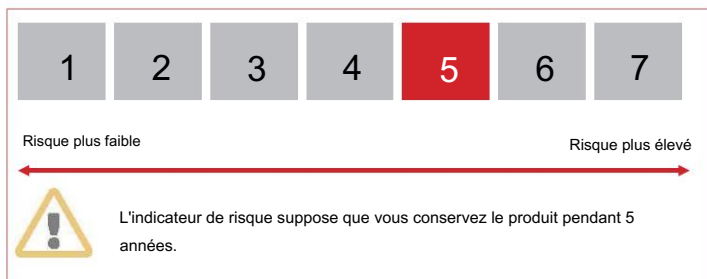 1 2 3 4 5 6 7
Risque plus faible
Risque plus élevé
L'indicateur de risque suppose que vous conservez le produit pendant 5
années.